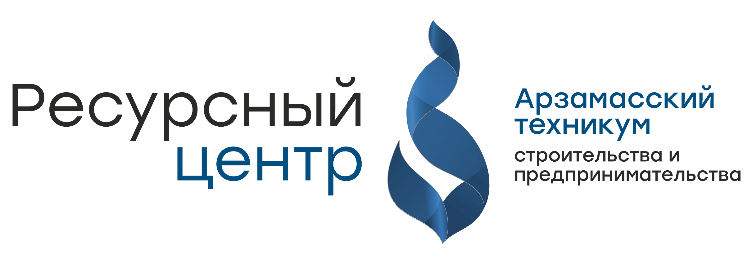 Ресурсный
центр
Арзамасский
техникум
строительства и
предпринимательства